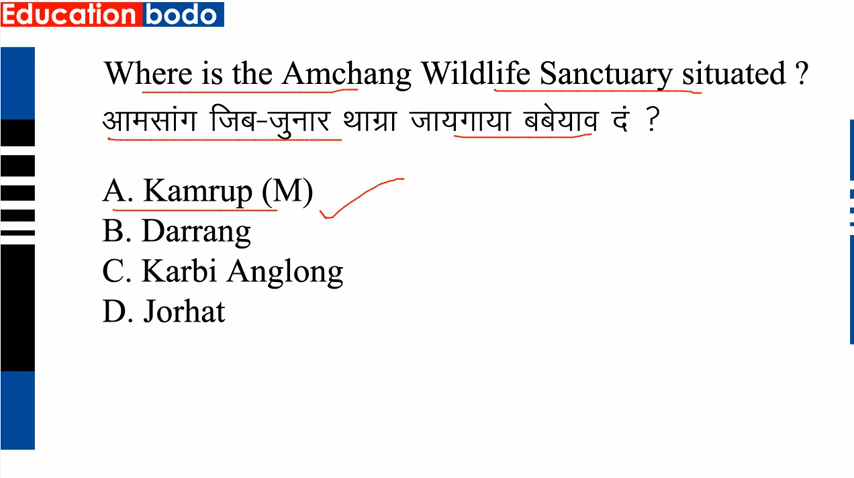 Education bodo
Where is the Amchang Wildlife Sanctuary situated ?
आमसांग जिब-जुनार थाग्रा जायगाया बबेयाव दं ?
A. Kamrup (M)
B. Darrang
C. Karbi Anglong
D. Jorhat